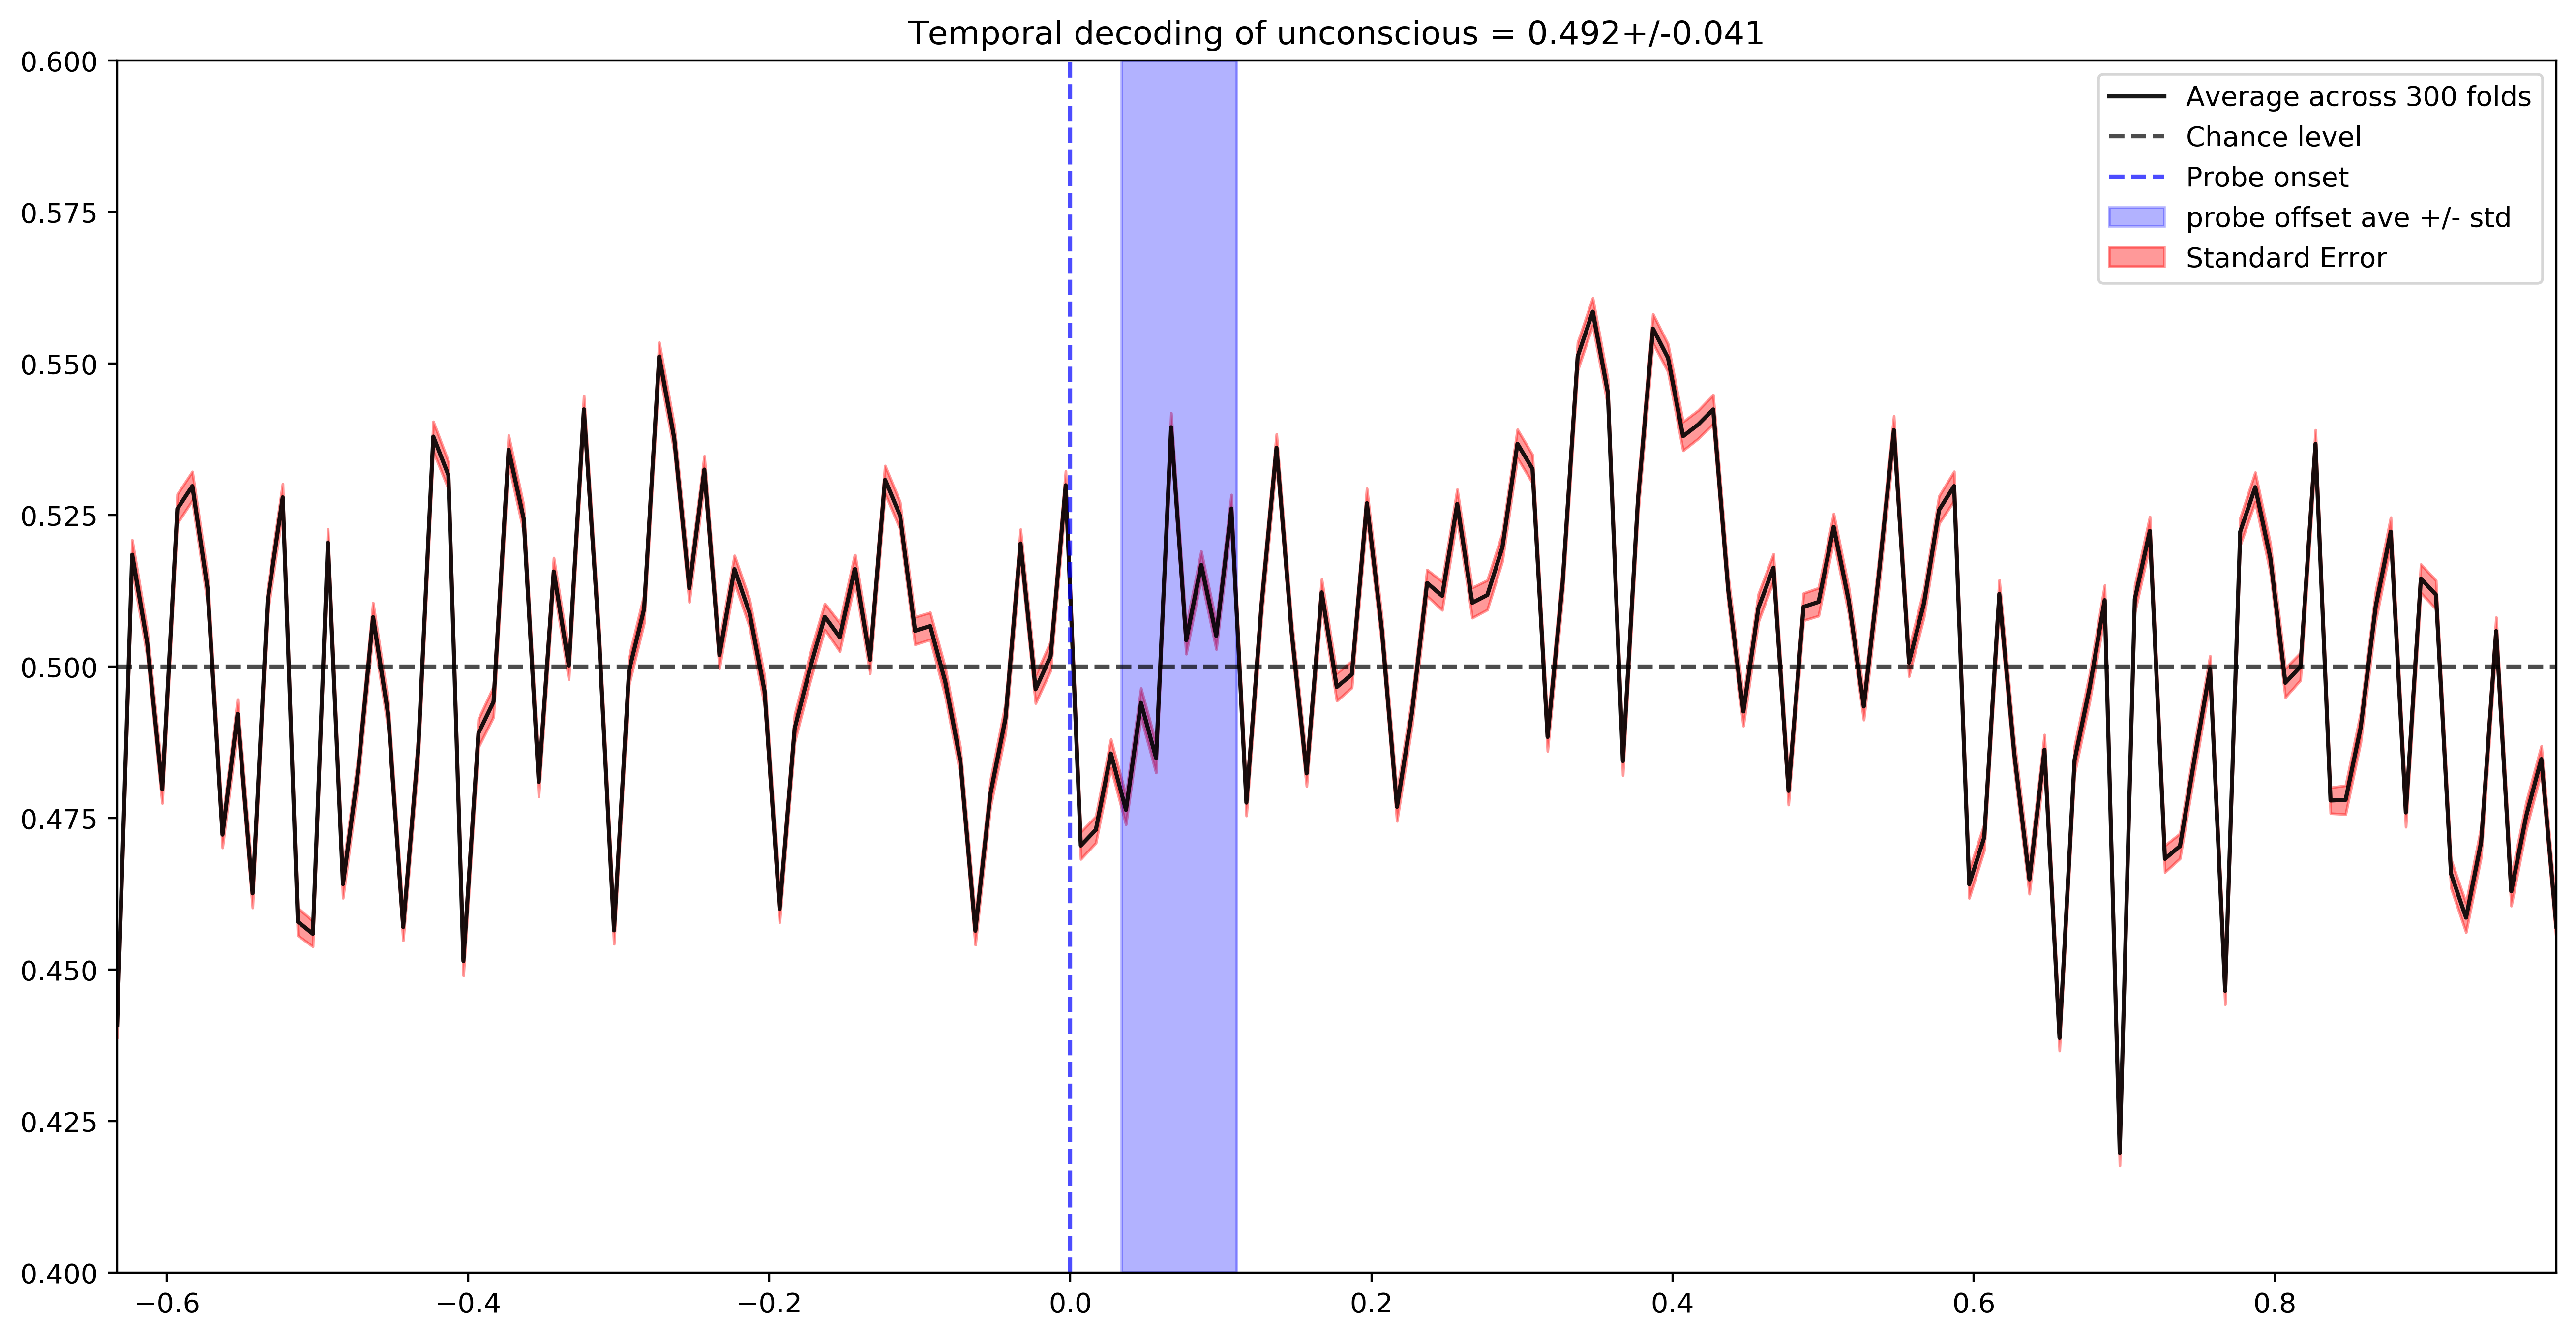 Temporal decoding of unconscious = 0.492+/-0.041
0.600
0.575
0.550
0.525
0.500
0.475
0.450
0.425
0.400
Average across 300 folds
Chance level
Probe onset
probe offset ave +/- std
Standard Error
−0.6 −0.4 −0.2 0.0 0.2 0.4 0.6 0.8